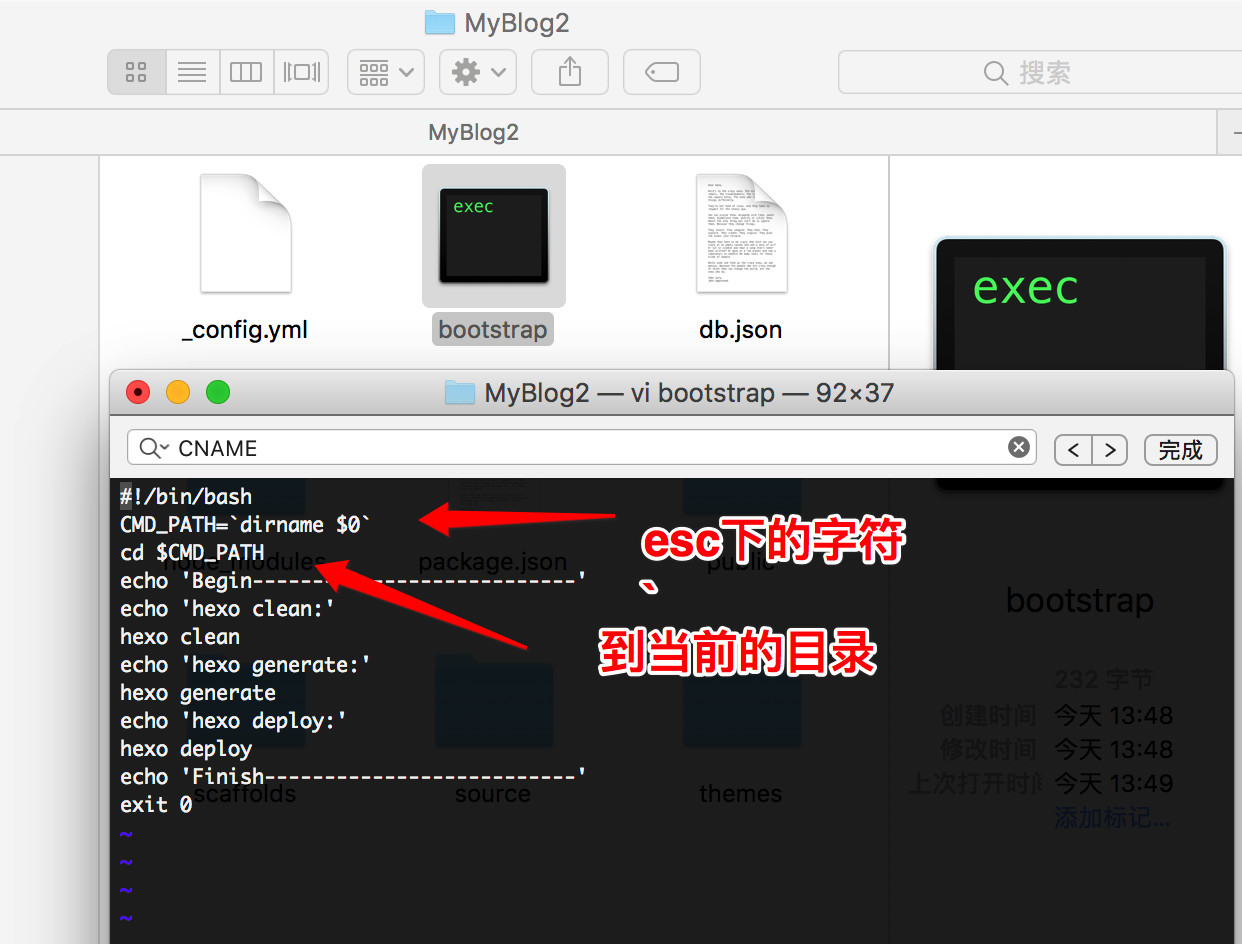 MyBlog2
搜索
MyBlog2
exec
exec
_config.yml
bootstrap
db.json
MyBlog2 — vi bootstrap — 92×37
CNAME
完成
#!/bin/bash
CMD_PATH=`dirname $0`
cd $CMD_PATH
echo 'Begin---------------------------'
echo 'hexo clean:'
hexo clean
echo 'hexo generate:'
hexo generate
echo 'hexo deploy:'
hexo deploy
echo 'Finish--------------------------'
exit 0
~
~
~
~
esc下的字符
`
到当前的目录
node_modules
package.json
public
scaffolds
source
themes
bootstrap
232 字节
创建时间 今天 13:48
修改时间 今天 13:48
上次打开时间 今天 13:49
添加标记...